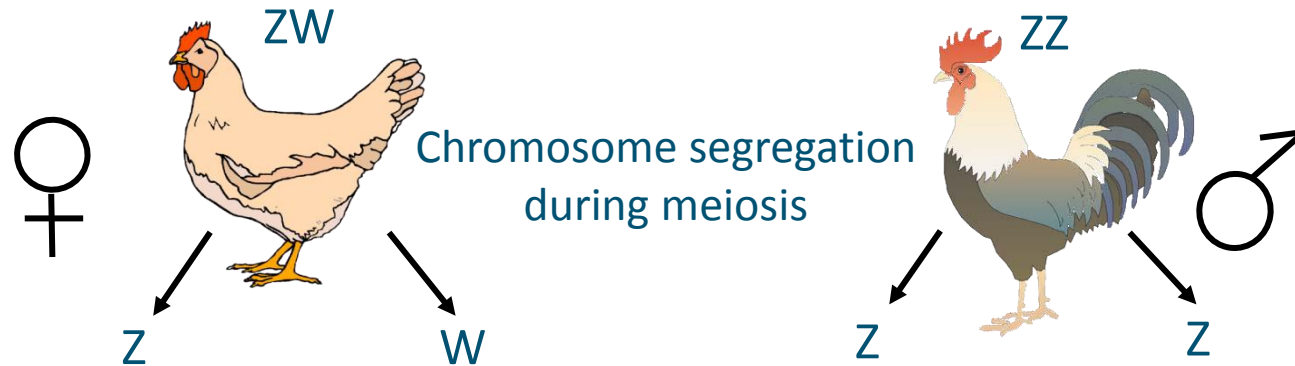 ZW
ZZ
Chromosome segregation
during meiosis
Z
W
Z
Z